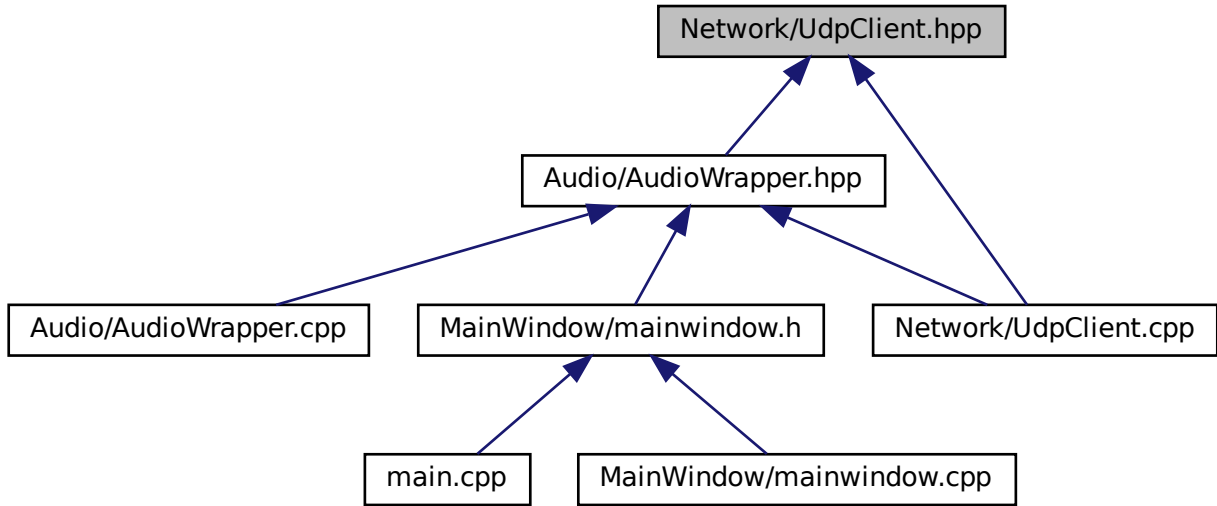 Network/UdpClient.hpp
Audio/AudioWrapper.hpp
Audio/AudioWrapper.cpp
MainWindow/mainwindow.h
Network/UdpClient.cpp
main.cpp
MainWindow/mainwindow.cpp